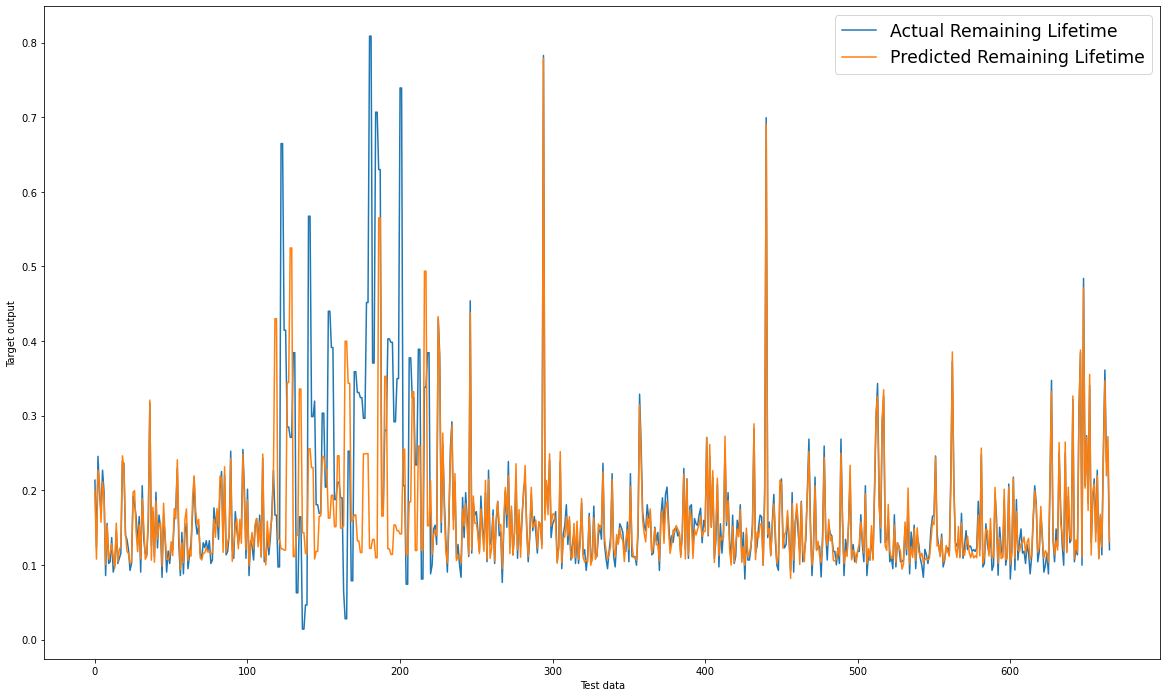 Actual Remaining Lifetime
Predicted Remaining Lifetime
0.8
0.7
0.6
0.5
0.4
0.3
0.2
0.1
0.0
Target output
0 100 200 300 400 500 600
Test data